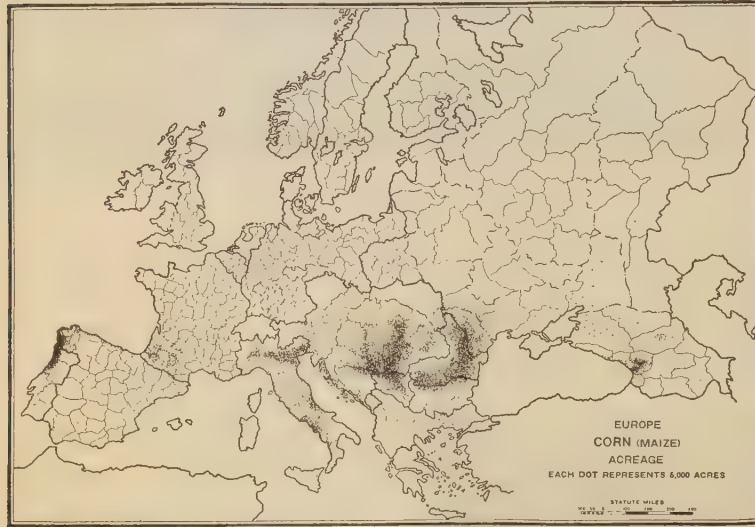 EUROPE
CORN (MAIZE)
ACREAGE
EACH DOT REPRESENTS 5,000 ACRES
STATUTE MILES